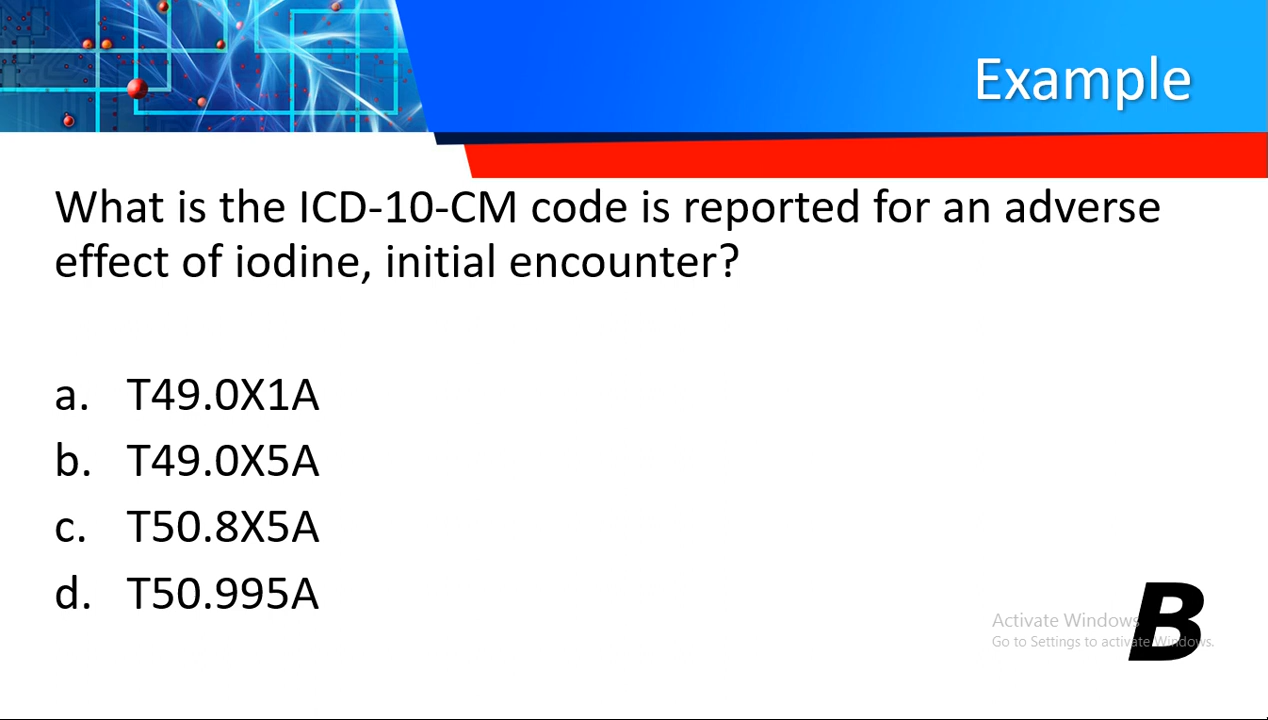 Example
What is the ICD-10-CM code is reported for an adverse
effect of iodine, initial encounter?
a. T49.0X1A
b. T49.0X5A
c. T50.8X5A
d. T50.995A
B
Activate Windows
Go to Settings to activate Windows.